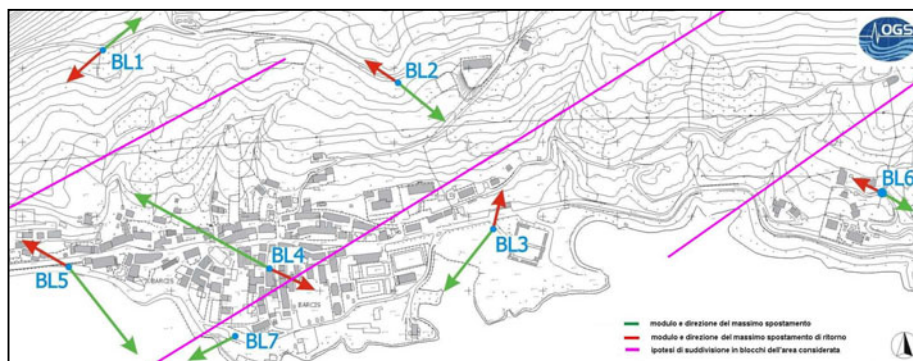 OGS
BL1
BL2
BL6
BL3
BL4
BL5
BARCIS
BARCIS
BL7
modulo e direzione del massimo spostamento
modulo e direzione del massimo spostamento di ritorno
ipotesi di suddivisione in blocchi dell'area considerata